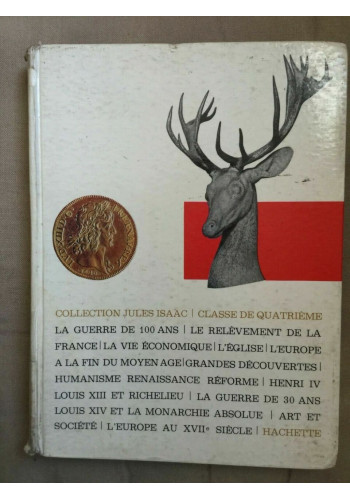 COLLECTION JULES ISAAC | CLASSE DE QUATRIÈME
LA GUERRE DE 100 ANS | LE RELÈVEMENT DE LA
FRANCE | LA VIE ÉCONOMIQUE | L'ÉGLISE | L'EUROPE
A LA FIN DU MOYEN AGE | GRANDES DÉCOUVERTES |
HUMANISME RENAISSANCE RÉFORME | HENRI IV
LOUIS XIII ET RICHELIEU | LA GUERRE DE 30 ANS
LOUIS XIV ET LA MONARCHIE ABSOLUE | ART ET
SOCIÉTÉ | L'EUROPE AU XVIIe SIÈCLE | HACHETTE